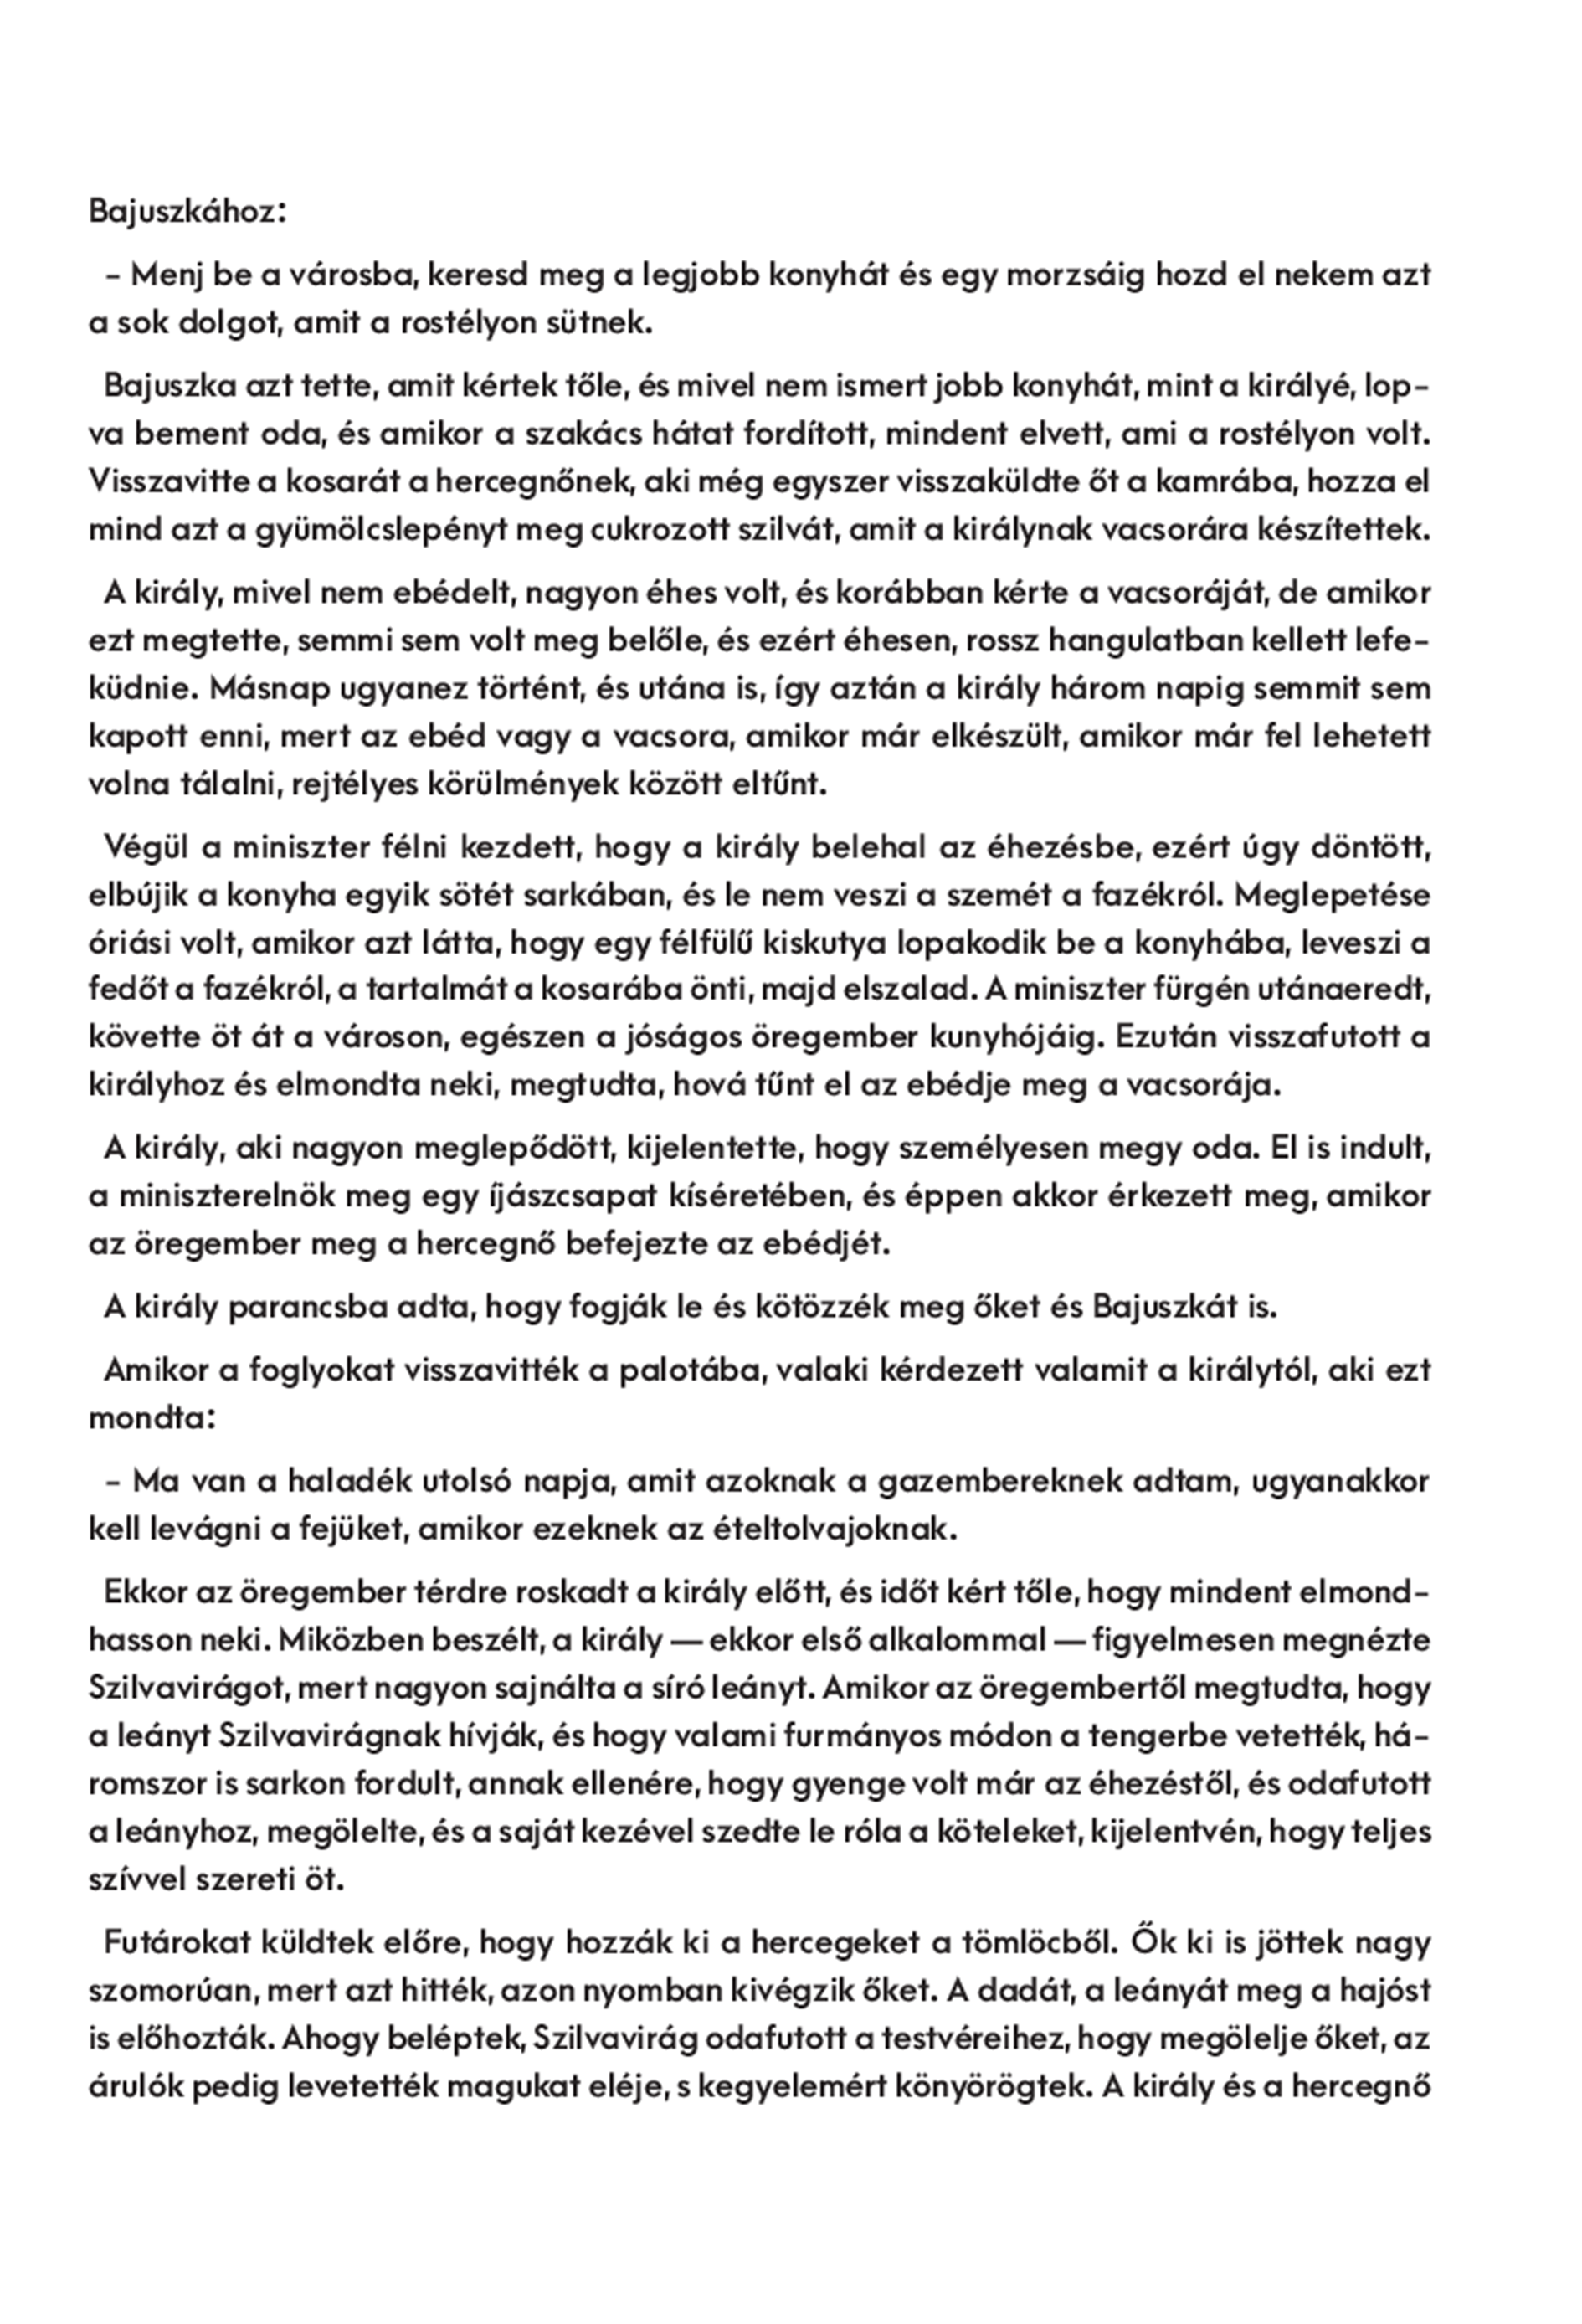 Bajuszkához:
– Menj be a városba, keresd meg a legjobb konyhát és egy morzsáig hozd el nekem azt
a sok dolgot, amit a rostélyon sütnek.
Bajuszka azt tette, amit kértek tőle, és mivel nem ismert jobb konyhát, mint a királyé, lop-
va bement oda, és amikor a szakács hátat fordított, mindent elvett, ami a rostélyon volt.
Visszavitte a kosarát a hercegnőnek, aki még egyszer visszaküldte őt a kamrába, hozza el
mind azt a gyümölcslepényt meg cukrozott szilvát, amit a királynak vacsorára készítettek.
A király, mivel nem ebédelt, nagyon éhes volt, és korábban kérte a vacsoráját, de amikor
ezt megtette, semmi sem volt meg belőle, és ezért éhesen, rossz hangulatban kellett lefe-
küdnie. Másnap ugyanez történt, és utána is, így aztán a király három napig semmit sem
kapott enni, mert az ebéd vagy a vacsora, amikor már elkészült, amikor már fel lehetett
volna tálalni, rejtélyes körülmények között eltűnt.
Végül a miniszter félni kezdett, hogy a király belehal az éhezésbe, ezért úgy döntött,
elbújik a konyha egyik sötét sarkában, és le nem veszi a szemét a fazékról. Meglepetése
óriási volt, amikor azt látta, hogy egy félfülű kiskutya lopakodik be a konyhába, leveszi a
fedőt a fazékról, a tartalmát a kosarába önti, majd elszalad. A miniszter fürgén utánaeredt,
követte öt át a városon, egészen a jóságos öregember kunyhójáig. Ezután visszafutott a
királyhoz és elmondta neki, megtudta, hová tűnt el az ebédje meg a vacsorája.
A király, aki nagyon meglepődött, kijelentette, hogy személyesen megy oda. El is indult,
a miniszterelnök meg egy íjászcsapat kíséretében, és éppen akkor érkezett meg, amikor
az öregember meg a hercegnő befejezte az ebédjét.
A király parancsba adta, hogy fogják le és kötözzék meg őket és Bajuszkát is.
Amikor a foglyokat visszavitték a palotába, valaki kérdezett valamit a királytól, aki ezt
mondta:
– Ma van a haladék utolsó napja, amit azoknak a gazembereknek adtam, ugyanakkor
kell levágni a fejüket, amikor ezeknek az ételtolvajoknak.
Ekkor az öregember térdre roskadt a király előtt, és időt kért tőle, hogy mindent elmond-
hasson neki. Miközben beszélt, a király — ekkor első alkalommal — figyelmesen megnézte
Szilvavirágot, mert nagyon sajnálta a síró leányt. Amikor az öregembertől megtudta, hogy
a leányt Szilvavirágnak hívják, és hogy valami furmányos módon a tengerbe vetették, há-
romszor is sarkon fordult, annak ellenére, hogy gyenge volt már az éhezéstől, és odafutott
a leányhoz, megölelte, és a saját kezével szedte le róla a köteleket, kijelentvén, hogy teljes
szívvel szereti öt.
Futárokat küldtek előre, hogy hozzák ki a hercegeket a tömlöcből. Ők ki is jöttek nagy
szomorúan, mert azt hitték, azon nyomban kivégzik őket. A dadát, a leányát meg a hajóst
is előhozták. Ahogy beléptek, Szilvavirág odafutott a testvéreihez, hogy megölelje őket, az
árulók pedig levetették magukat eléje, s kegyelemért könyörögtek. A király és a hercegnő